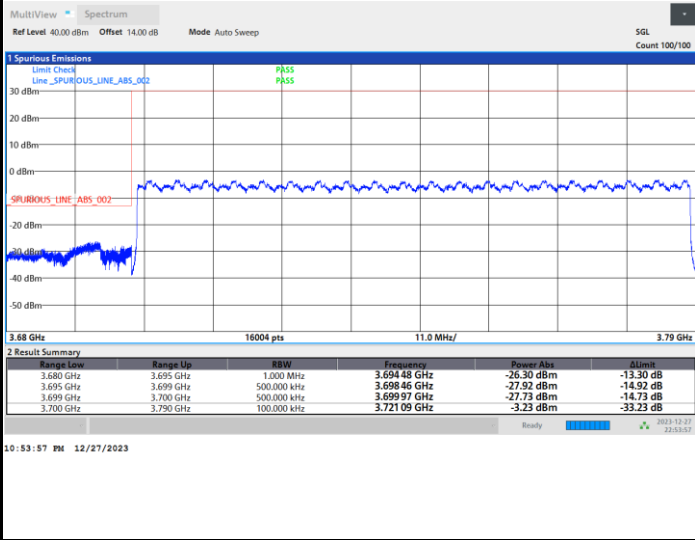 MultiView Spectrum
Ref Level 40.00 dBm Offset 14.00 dB Mode Auto Sweep SGL
Count 100/100
1 Spurious Emissions
Limit Check PASS
Line _SPURIOUS_LINE_ABS_002 PASS
30 dBm
20 dBm
10 dBm
0 dBm
_SPURIOUS_LINE_ABS_002
-20 dBm
-30 dBm
-40 dBm
-50 dBm
3.68 GHz 16004 pts 11.0 MHz/ 3.79 GHz
2 Result Summary
Range Low Range Up RBW Frequency Power Abs ΔLimit
3.680 GHz 3.695 GHz 1.000 MHz 3.694 48 GHz -26.30 dBm -13.30 dB
3.695 GHz 3.699 GHz 500.000 kHz 3.698 46 GHz -27.92 dBm -14.92 dB
3.699 GHz 3.700 GHz 500.000 kHz 3.699 97 GHz -27.73 dBm -14.73 dB
3.700 GHz 3.790 GHz 100.000 kHz 3.721 09 GHz -3.23 dBm -33.23 dB
Ready 2023-12-27
22:53:57
10:53:57 PM 12/27/2023